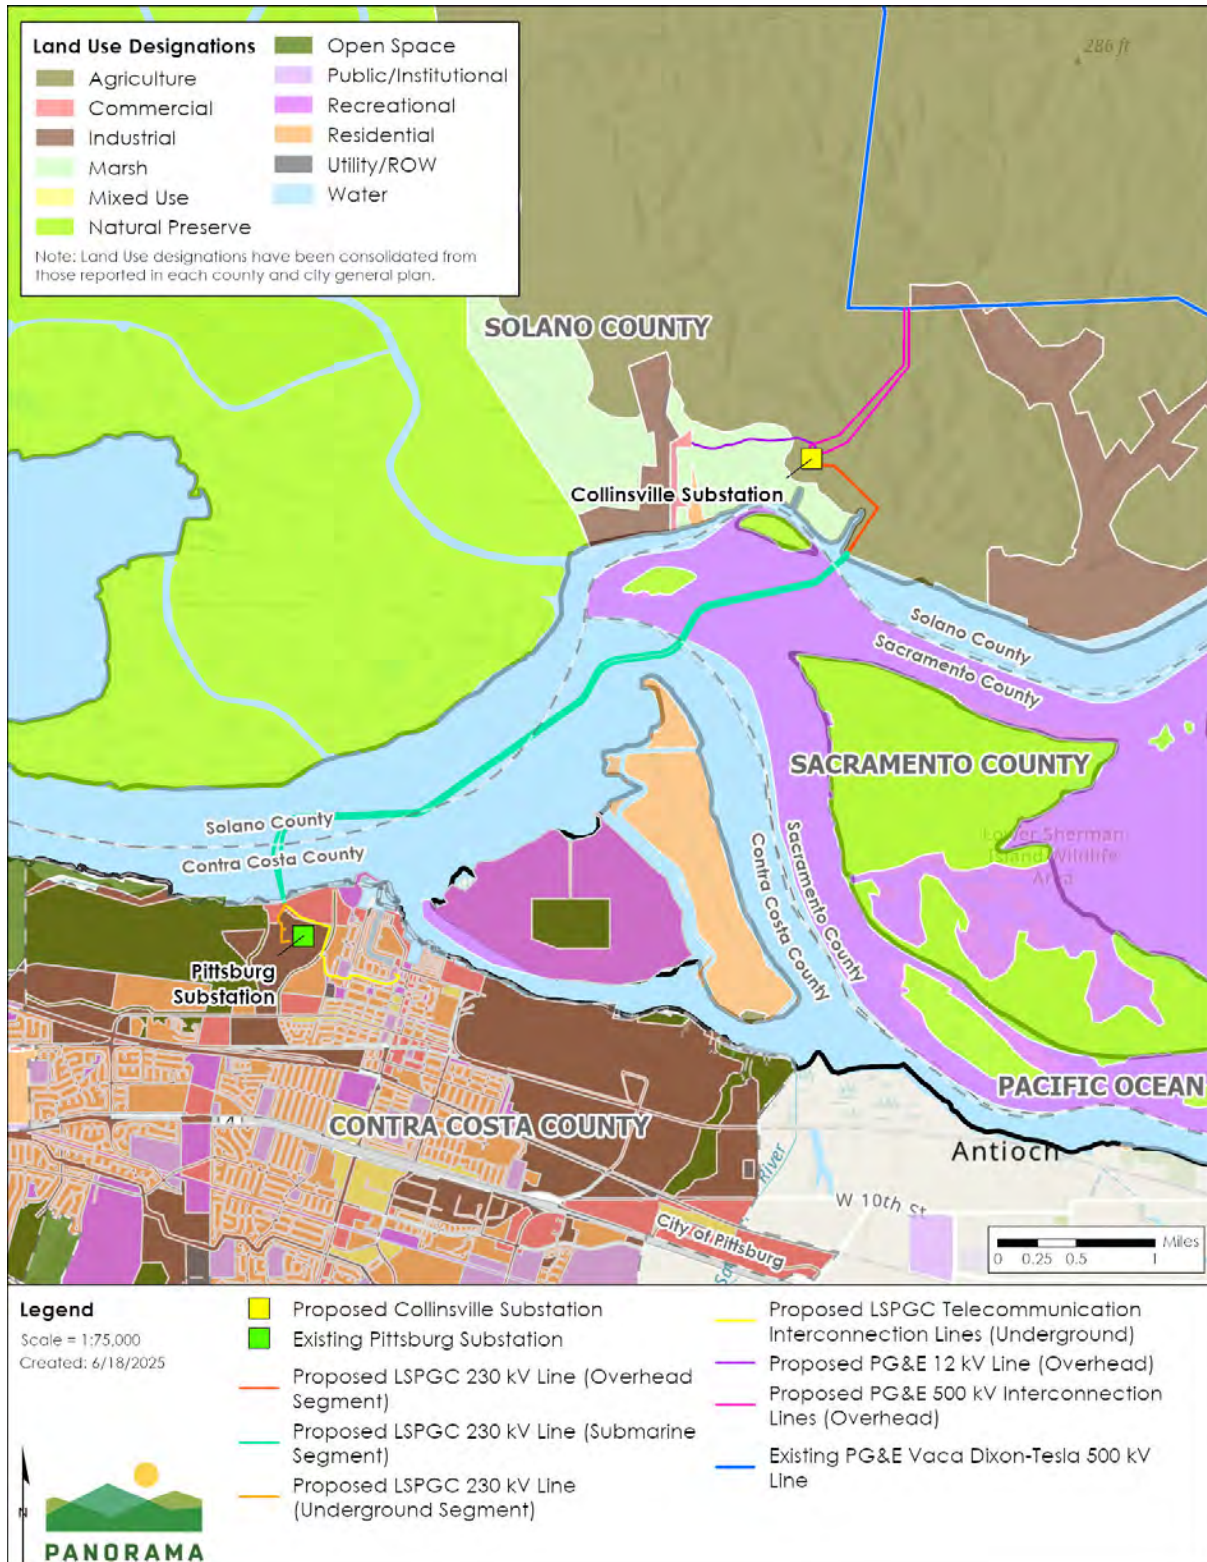 Land Use Designations
Agriculture
Commercial
Industrial
Marsh
Mixed Use
Natural Preserve
Open Space
Public/Institutional
Recreational
Residential
Utility/ROW
Water
Note: Land Use designations have been consolidated from
those reported in each county and city general plan.
286 ft
SOLANO COUNTY
Collinsville Substation
Solano County
Sacramento County
SACRAMENTO COUNTY
Lower Sherman
Island Wildlife
Area
Solano County
Contra Costa County
Sacramento County
Contra Costa County
Pittsburg
Substation
PACIFIC OCEAN
CONTRA COSTA COUNTY
Antioch
River
W 10th St
City of Pittsburg
Miles
0 0.25 0.5 1
Legend
Scale = 1:75,000
Created: 6/18/2025
N
PANORAMA
Proposed Collinsville Substation
Existing Pittsburg Substation
Proposed LSPGC 230 kV Line (Overhead
Segment)
Proposed LSPGC 230 kV Line (Submarine
Segment)
Proposed LSPGC 230 kV Line
(Underground Segment)
Proposed LSPGC Telecommunication
Interconnection Lines (Underground)
Proposed PG&E 12 kV Line (Overhead)
Proposed PG&E 500 kV Interconnection
Lines (Overhead)
Existing PG&E Vaca Dixon-Tesla 500 kV
Line